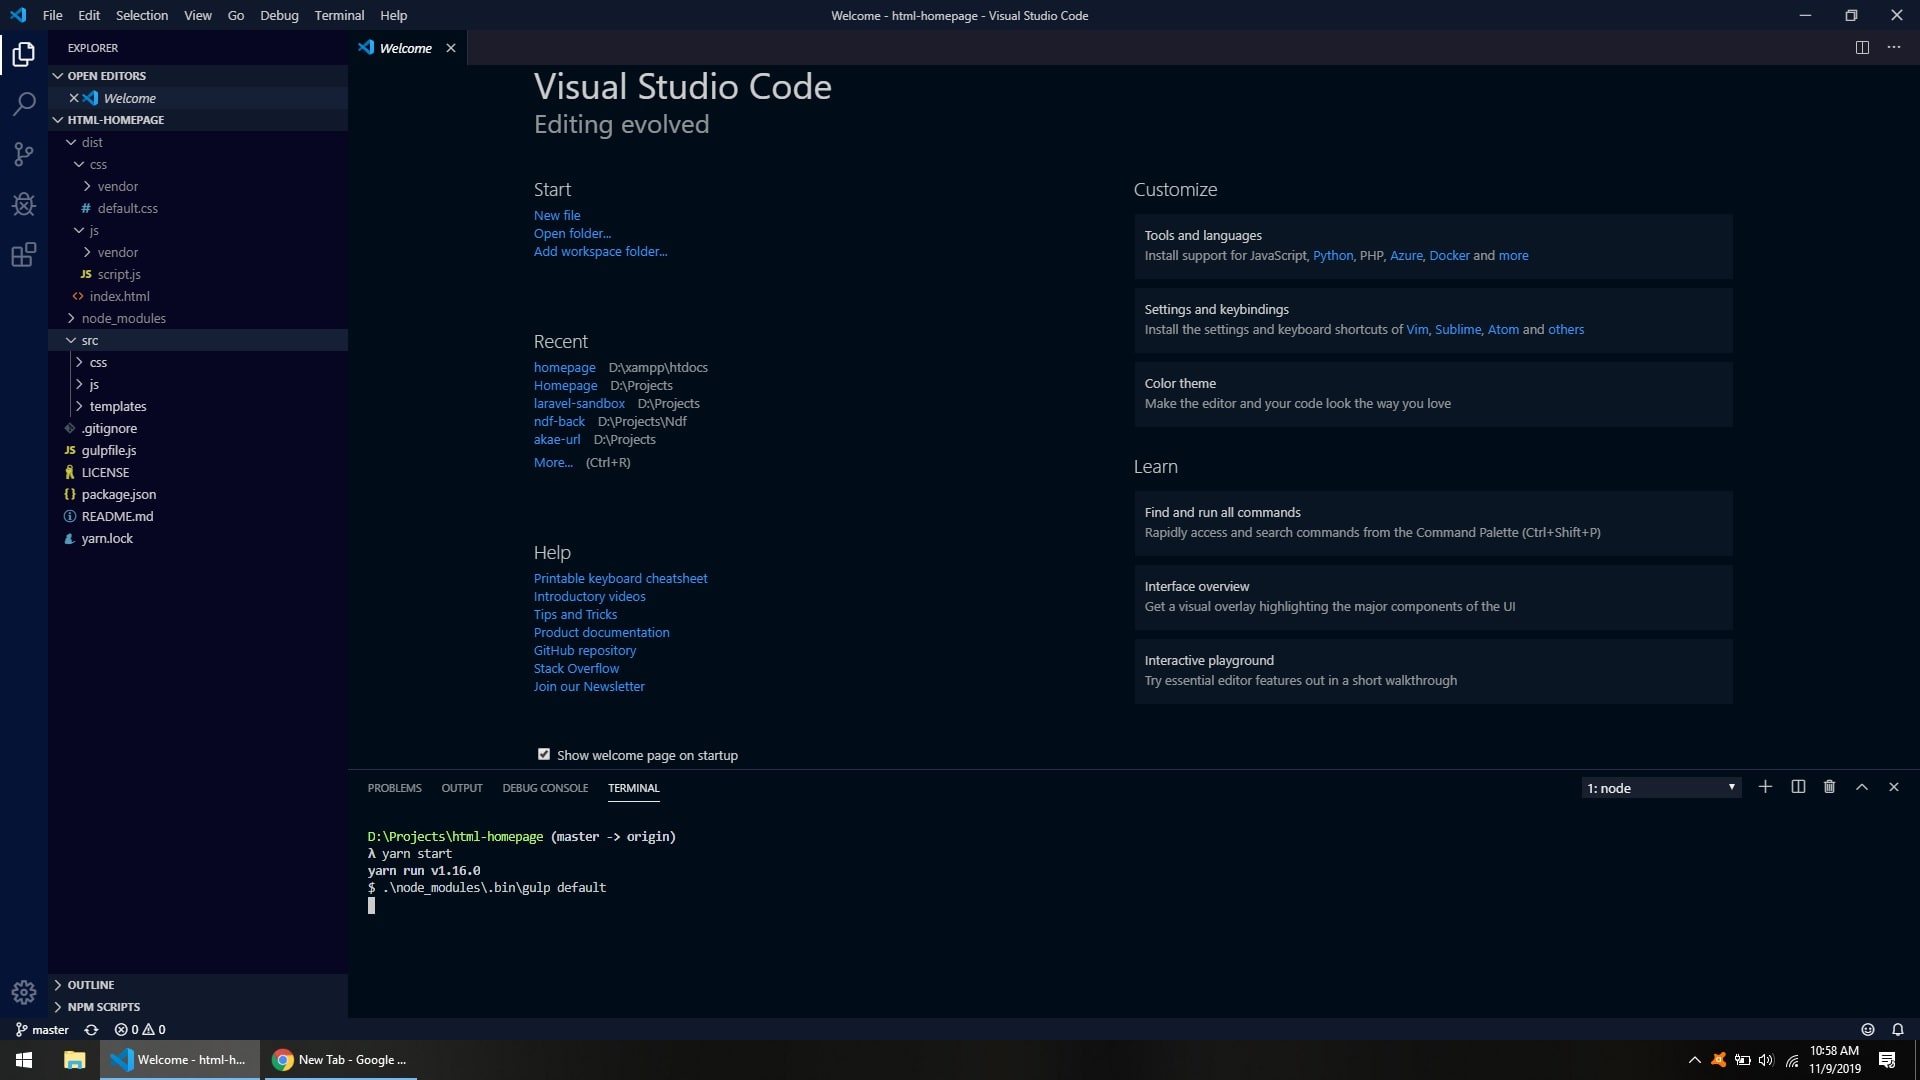 File Edit Selection View Go Debug Terminal Help
Welcome - html-homepage - Visual Studio Code
EXPLORER
OPEN EDITORS
Welcome
HTML-HOMEPAGE
dist
css
vendor
# default.css
js
vendor
JS script.js
<> index.html
node_modules
src
css
js
templates
.gitignore
JS gulpfile.js
LICENSE
{} package.json
README.md
yarn.lock
OUTLINE
NPM SCRIPTS
Welcome
Visual Studio Code
Editing evolved
Start
New file
Open folder...
Add workspace folder...
Recent
homepage D:\xampp\htdocs
Homepage D:\Projects
laravel-sandbox D:\Projects
ndf-back D:\Projects\Ndf
akae-url D:\Projects
More... (Ctrl+R)
Help
Printable keyboard cheatsheet
Introductory videos
Tips and Tricks
Product documentation
GitHub repository
Stack Overflow
Join our Newsletter
Show welcome page on startup
Customize
Tools and languages
Install support for JavaScript, Python, PHP, Azure, Docker and more
Settings and keybindings
Install the settings and keyboard shortcuts of Vim, Sublime, Atom and others
Color theme
Make the editor and your code look the way you love
Learn
Find and run all commands
Rapidly access and search commands from the Command Palette (Ctrl+Shift+P)
Interface overview
Get a visual overlay highlighting the major components of the UI
Interactive playground
Try essential editor features out in a short walkthrough
PROBLEMS OUTPUT DEBUG CONSOLE TERMINAL
1: node
D:\Projects\html-homepage (master -> origin)
λ yarn start
yarn run v1.16.0
$ .\node_modules\.bin\gulp default
master 0 0
Welcome - html-h...
New Tab - Google ...
10:58 AM
11/9/2019